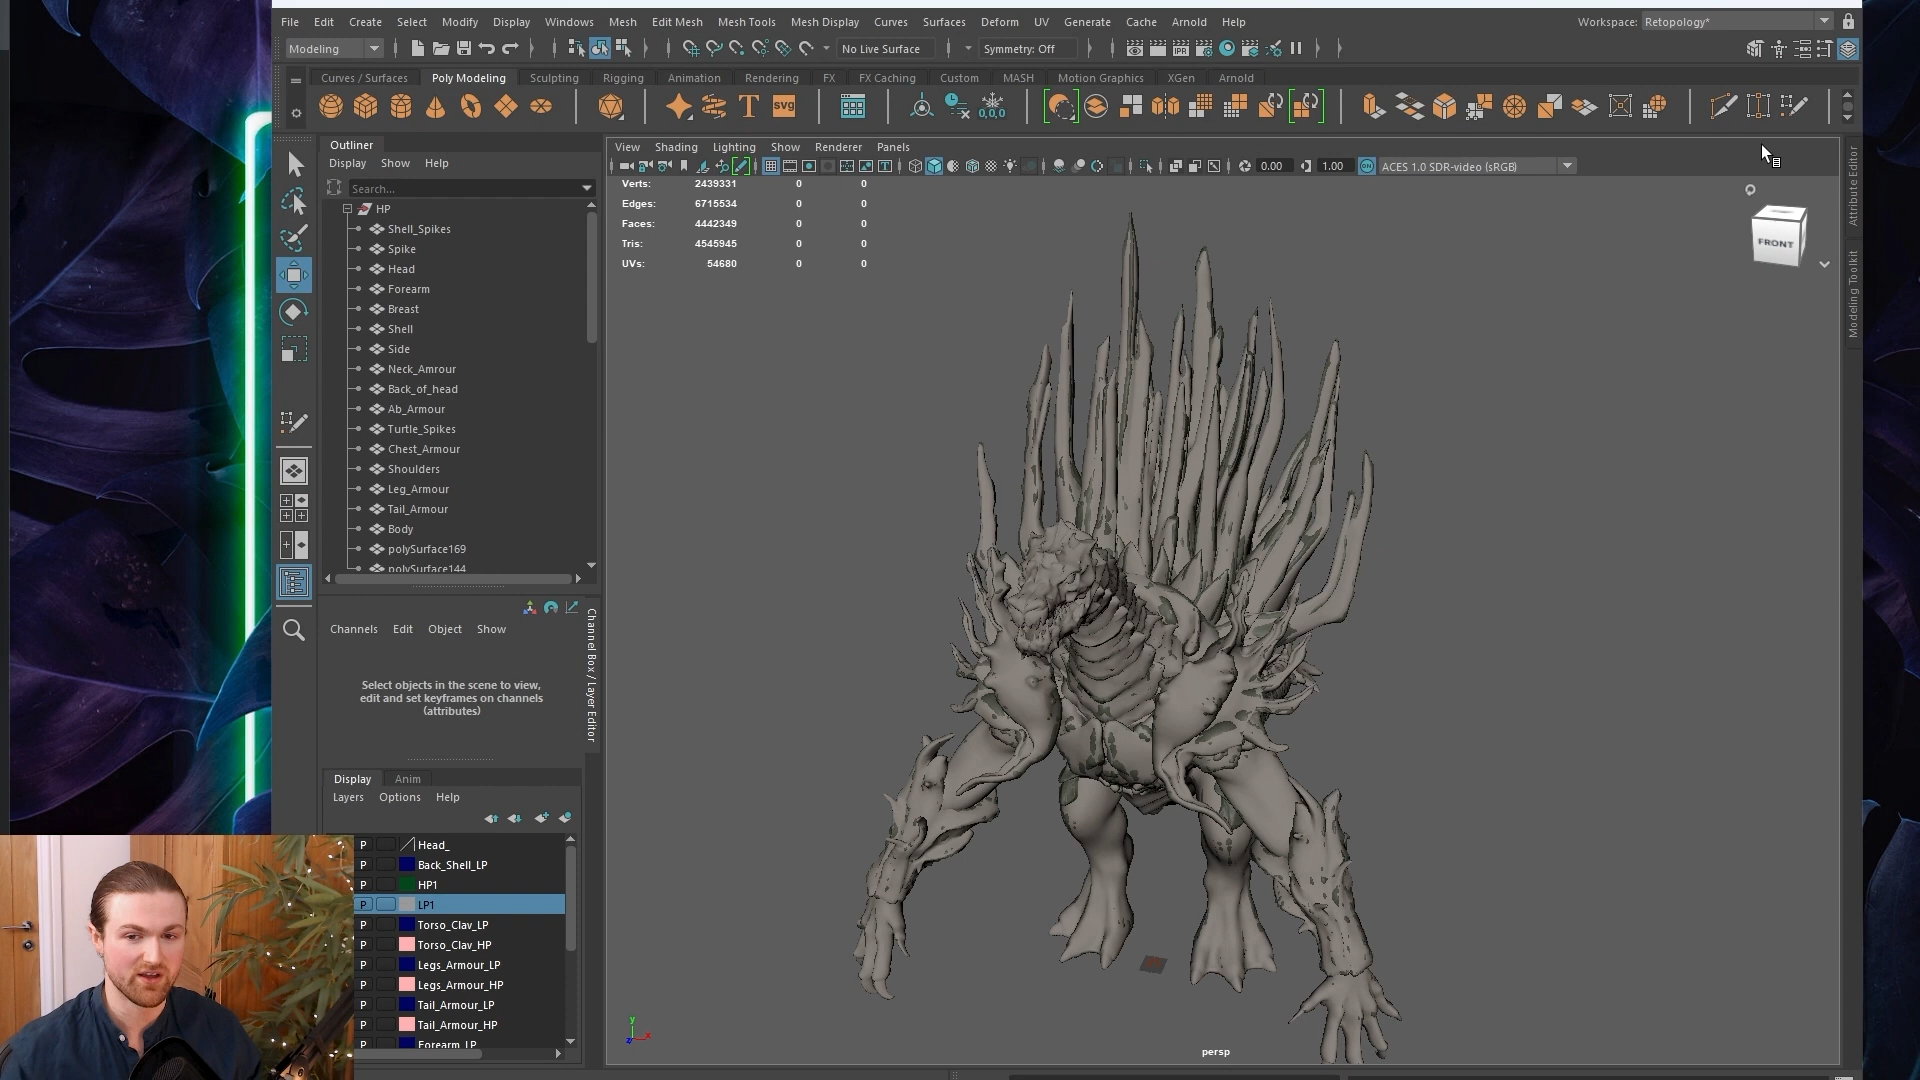 File Edit Create Select Modify Display Windows Mesh Edit Mesh Mesh Tools Mesh Display Curves Surfaces Deform UV Generate Cache Arnold Help Workspace: Retopology*
Modeling No Live Surface Symmetry: Off IPR
Curves / Surfaces Poly Modeling Sculpting Rigging Animation Rendering FX FX Caching Custom MASH Motion Graphics XGen Arnold
T svg 0,0,0
Outliner
Display Show Help
Search...
HP
Shell_Spikes
Spike
Head
Forearm
Breast
Shell
Side
Neck_Amrour
Back_of_head
Ab_Armour
Turtle_Spikes
Chest_Armour
Shoulders
Leg_Armour
Tail_Armour
Body
polySurface169
polySurface144
View Shading Lighting Show Renderer Panels
0.00 1.00 ACES 1.0 SDR-video (sRGB)
Verts: 2439331 0 0
Edges: 6715534 0 0
Faces: 4442349 0 0
Tris: 4545945 0 0
UVs: 54680 0 0
FRONT
Attribute Editor
Modeling Toolkit
Channels Edit Object Show
Select objects in the scene to view,
edit and set keyframes on channels
(attributes)
Channel Box / Layer Editor
Display Anim
Layers Options Help
P Head_
P Back_Shell_LP
P HP1
P LP1
P Torso_Clav_LP
P Torso_Clav_HP
P Legs_Armour_LP
P Legs_Armour_HP
P Tail_Armour_LP
P Tail_Armour_HP
P Forearm_LP
y
z x
persp